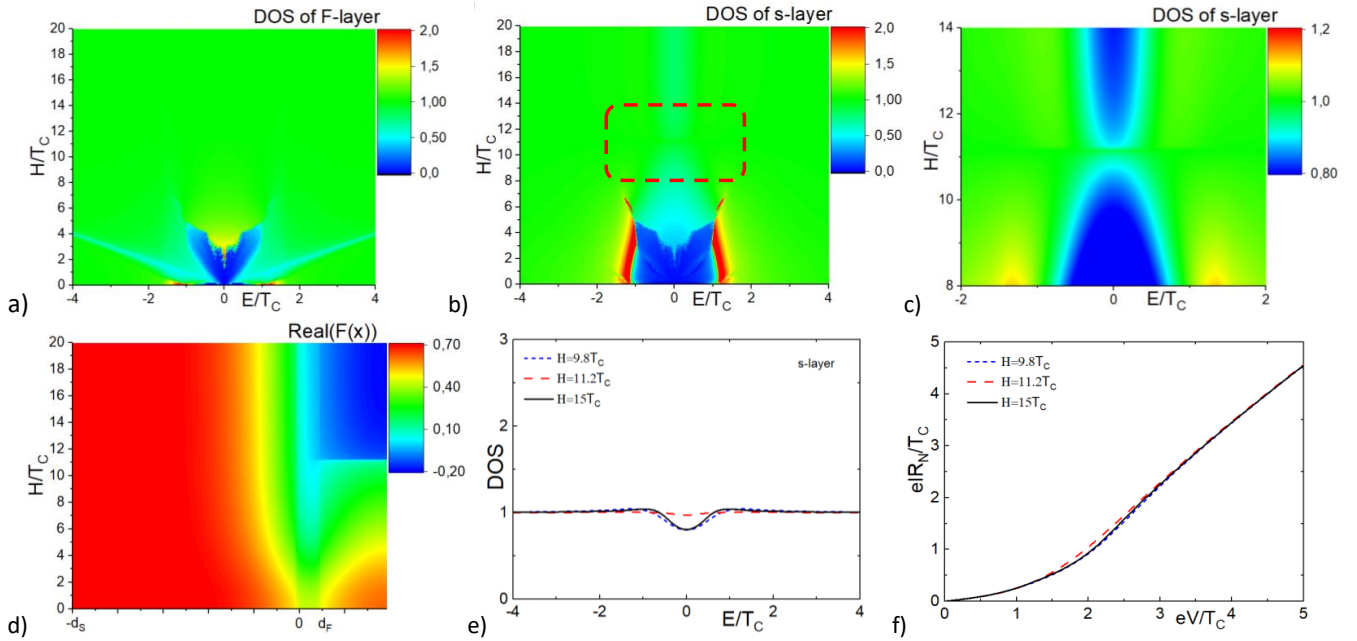 DOS of F-layer
20
18
16
14
12
10
8
6
4
2
0
H/T_C
2,0
1,5
1,00
0,50
0,0
-4 -2 0 2 4
E/T_C
a)
DOS of s-layer
20
18
16
14
12
10
8
6
4
2
0
H/T_C
2,0
1,5
1,00
0,50
0,0
-4 -2 0 2 4
E/T_C
b)
DOS of s-layer
14
12
10
8
H/T_C
1,2
1,0
0,80
-2 0 2
E/T_C
c)
Real(F(x))
20
18
16
14
12
10
8
6
4
2
0
H/T_C
0,70
0,40
0,10
-0,20
-d_S 0 d_F
d)
3
2
1
0
DOS
H=9.8T_C
H=11.2T_C
H=15T_C
s-layer
-4 -2 0 2 4
E/T_C
e)
5
4
3
2
1
0
eIR_N/T_C
H=9.8T_C
H=11.2T_C
H=15T_C
0 1 2 3 4 5
eV/T_C
f)